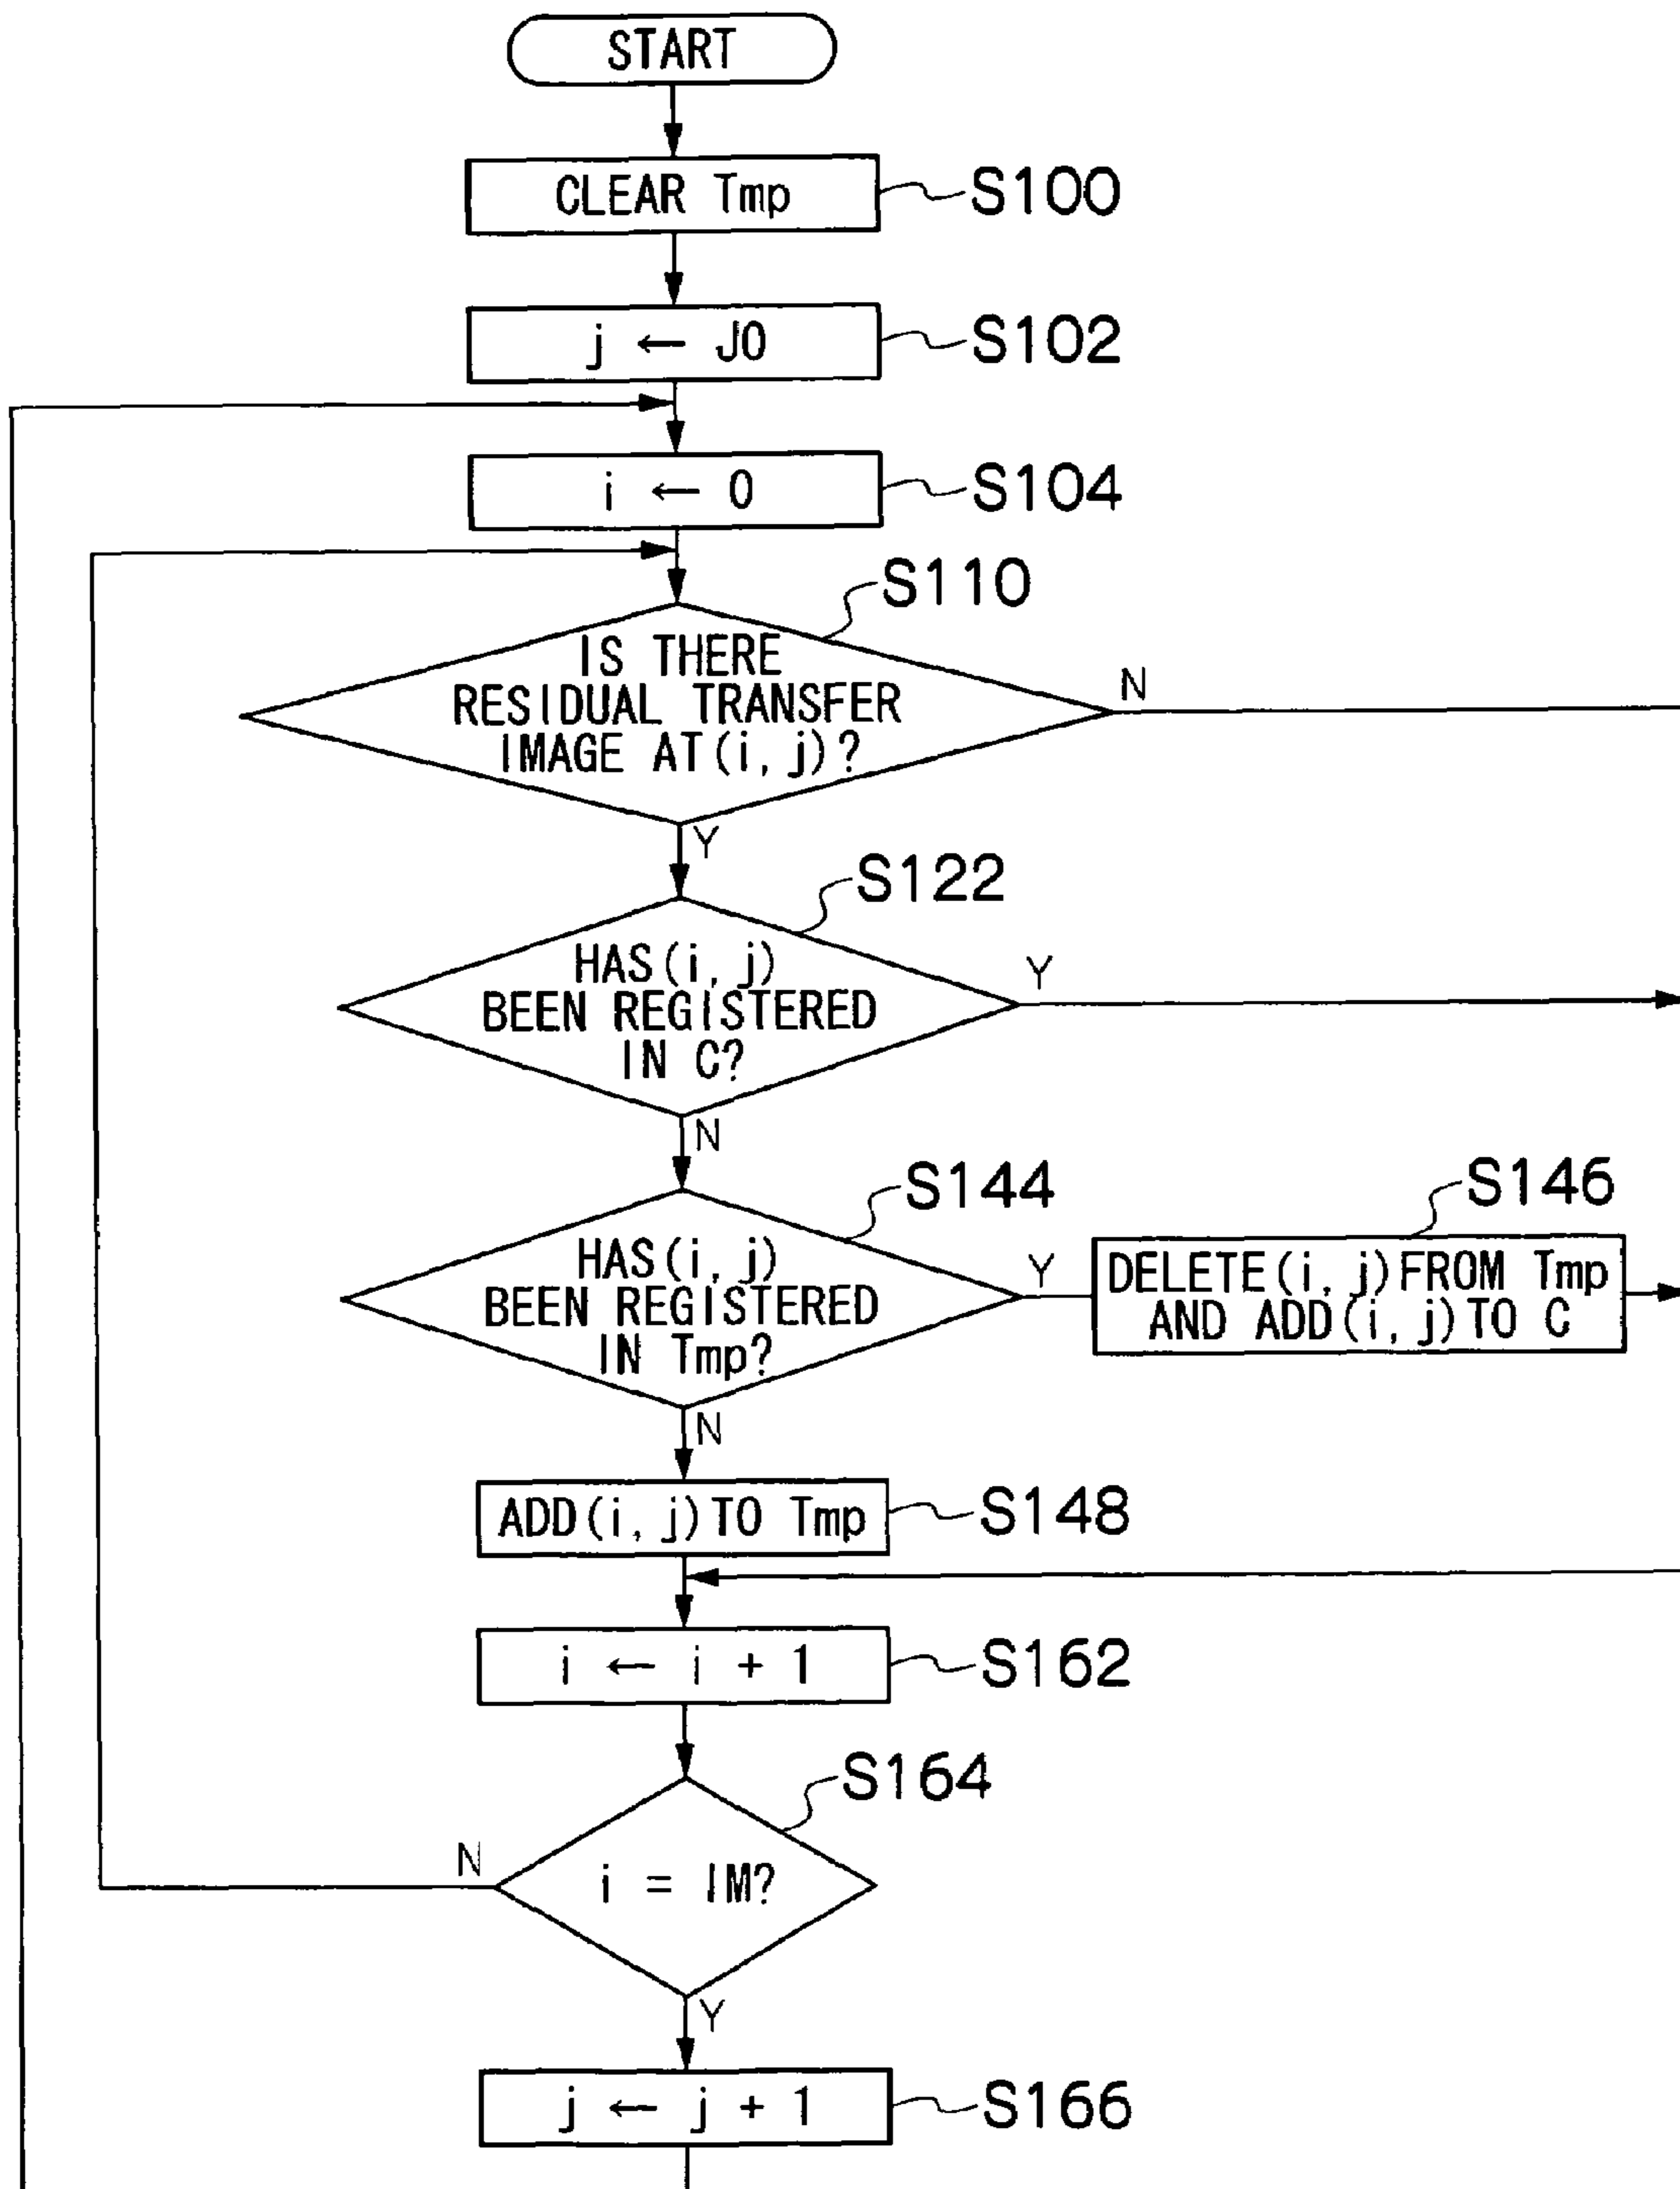 START
CLEAR Tmp
S100
j ← J0
S102
i ← 0
S104
S110
IS THERE
RESIDUAL TRANSFER
IMAGE AT(i, j)?
N
Y
S122
HAS(i, j)
BEEN REGISTERED
IN C?
Y
N
S144
HAS(i, j)
BEEN REGISTERED
IN Tmp?
Y
S146
DELETE(i, j)FROM Tmp
AND ADD(i, j)TO C
N
ADD(i, j)TO Tmp
S148
i ← i + 1
S162
S164
i = IM?
N
Y
j ← j + 1
S166